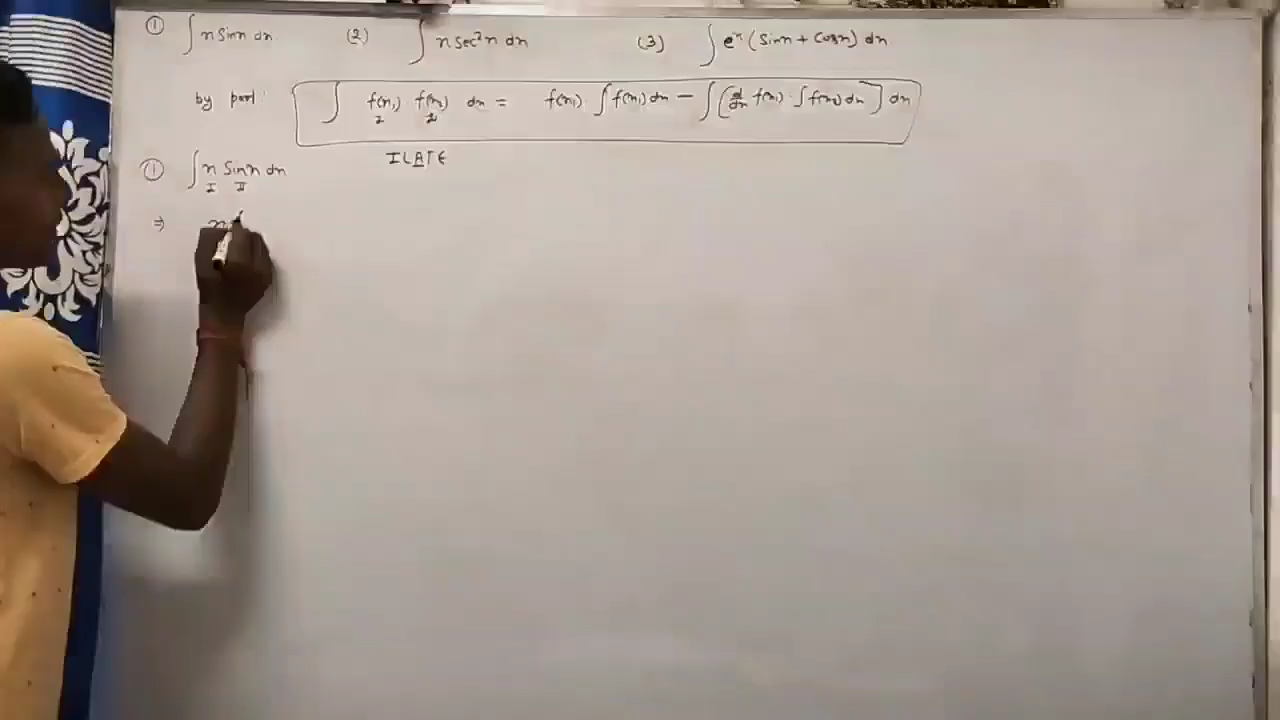 ① ∫ x sinx dx (2) ∫ x sec²x dx (3) ∫ eˣ (sinx + cosx) dx
by part : ∫ f(x₁) f(x₂) dx = f(x₁) ∫ f(x₂) dx − ∫ [d/dx f(x₁) · ∫ f(x₂) dx] dx
I II
ILATE
① ∫ x sinx dx
I II
⇒ x